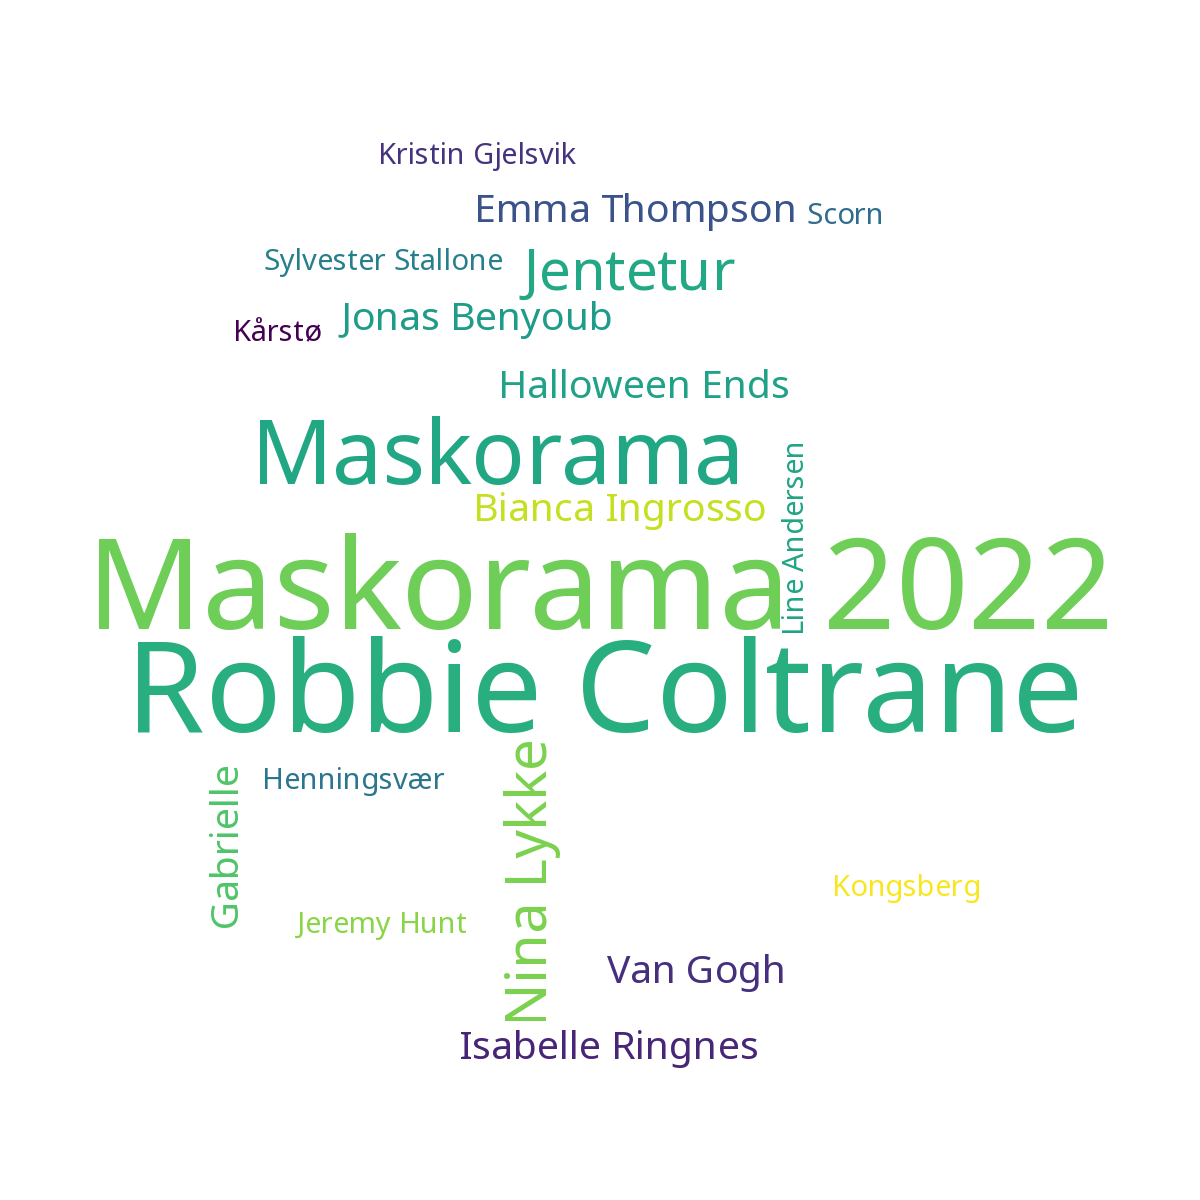 Kristin Gjelsvik
Emma Thompson
Scorn
Sylvester Stallone
Jentetur
Jonas Benyoub
Kårstø
Halloween Ends
Maskorama
Line Andersen
Bianca Ingrosso
Maskorama 2022
Robbie Coltrane
Nina Lykke
Gabrielle
Henningsvær
Kongsberg
Jeremy Hunt
Van Gogh
Isabelle Ringnes